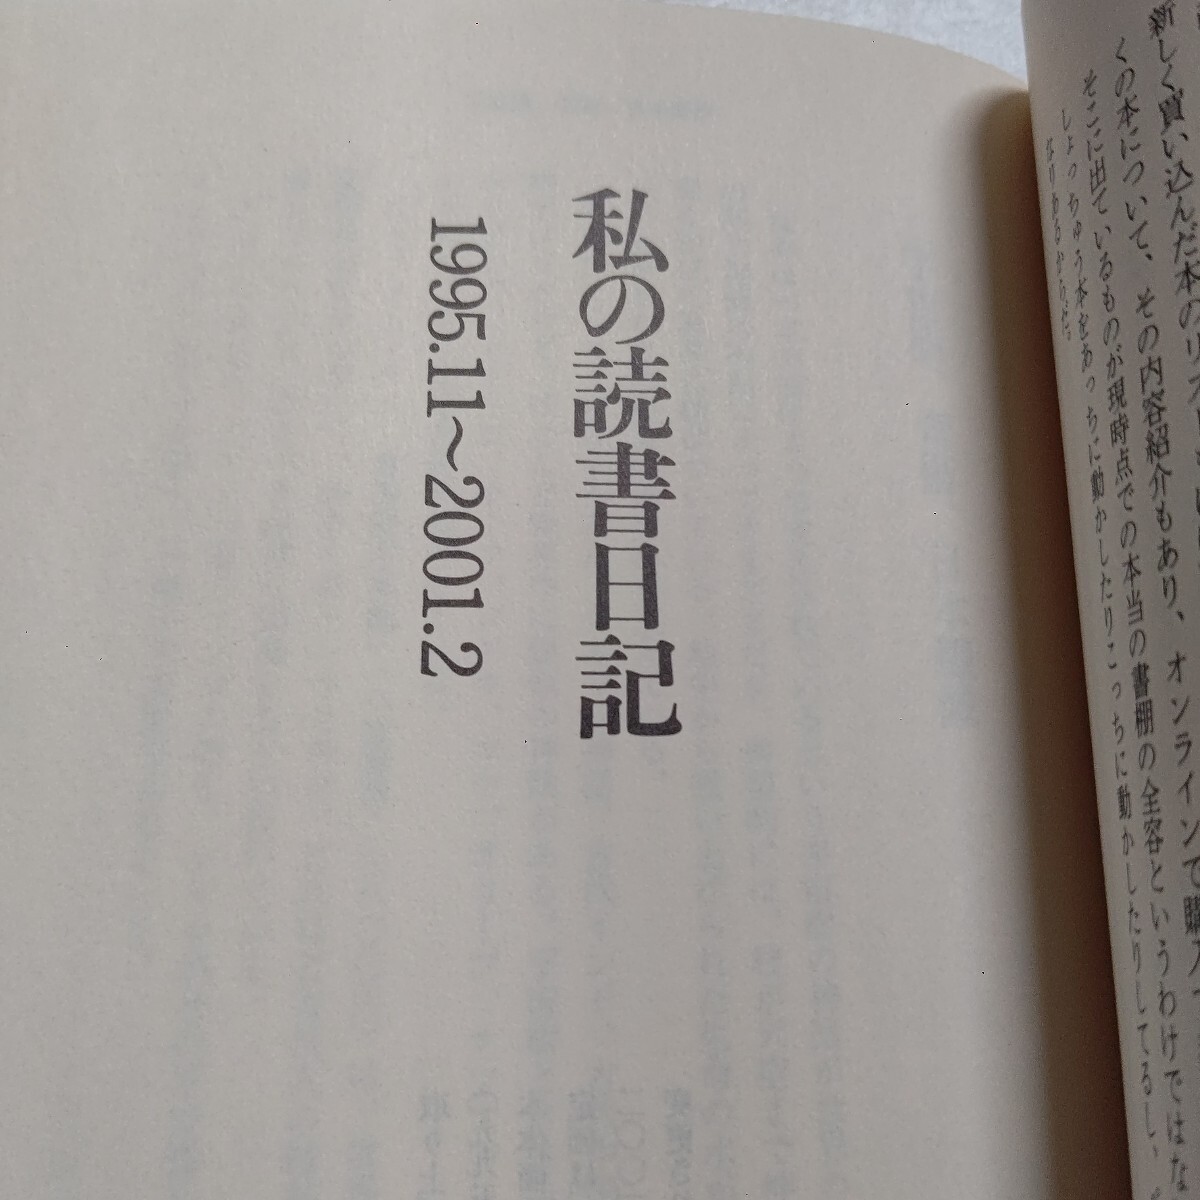 新しく買い込んだ本のリスト
くの本について、その内容紹介もあり、オンラインで購入
そこに出ているものが現時点での本当の書棚の全容というわけではな
しょっちゅう本をあっちに動かしたりこっちに動かしたりしてるし、
私の読書日記
1995.11〜2001.2